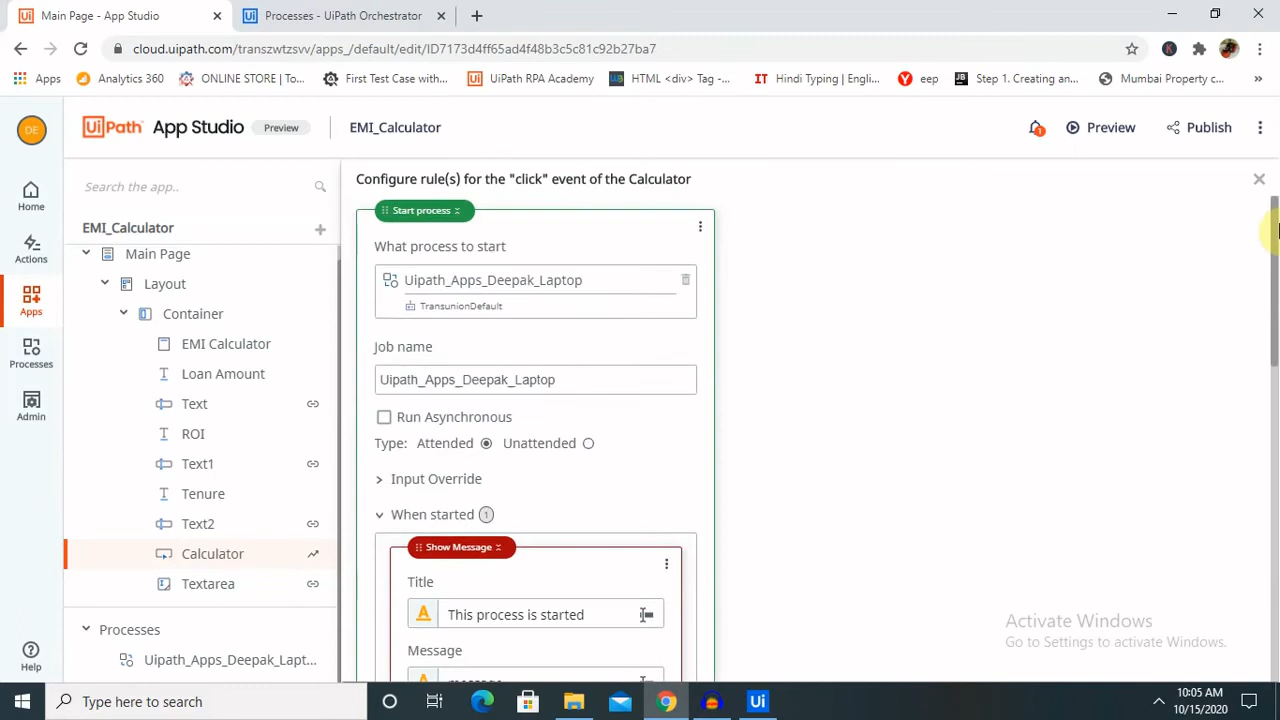 Main Page - App Studio
Processes - UiPath Orchestrator
cloud.uipath.com/transzwtzsvv/apps_/default/edit/ID7173d4ff65ad4f48b3c5c81c92b27ba7
Apps
Analytics 360
ONLINE STORE | To...
First Test Case with...
UiPath RPA Academy
HTML <div> Tag -...
Hindi Typing | Engli...
eep
Step 1. Creating an...
Mumbai Property c...
DE
UiPath App Studio Preview
EMI_Calculator
1
Preview
Publish
Search the app..
Configure rule(s) for the "click" event of the Calculator
Home
EMI_Calculator
Start process
Actions
Main Page
What process to start
Layout
Uipath_Apps_Deepak_Laptop
Apps
Container
TransunionDefault
EMI Calculator
Job name
Processes
Loan Amount
Uipath_Apps_Deepak_Laptop
Admin
Text
Run Asynchronous
ROI
Type: Attended Unattended
Text1
Input Override
Tenure
When started 1
Text2
Show Message
Calculator
Title
Textarea
This process is started
Processes
Message
Help
Uipath_Apps_Deepak_Lapt...
message
Activate Windows
Go to Settings to activate Windows.
Type here to search
Ui
10:05 AM
10/15/2020